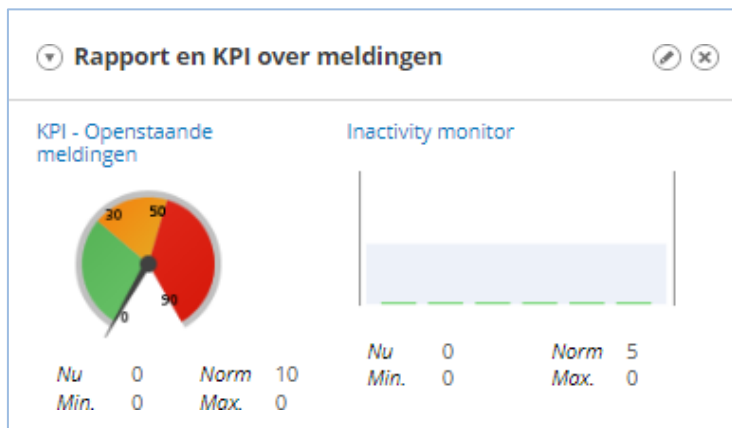 Rapport en KPI over meldingen
KPI - Openstaande
meldingen
Inactivity monitor
30
50
90
0
Nu 0 Norm 10
Min. 0 Max. 0
Nu 0 Norm 5
Min. 0 Max. 0